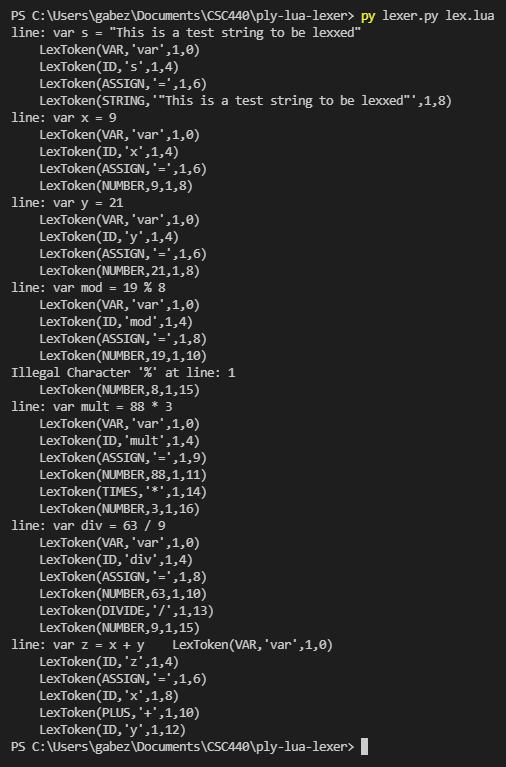 PS C:\Users\gabez\Documents\CSC440\ply-lua-lexer> py lexer.py lex.lua
line: var s = "This is a test string to be lexxed"
    LexToken(VAR,'var',1,0)
    LexToken(ID,'s',1,4)
    LexToken(ASSIGN,'=',1,6)
    LexToken(STRING,'"This is a test string to be lexxed"',1,8)
line: var x = 9
    LexToken(VAR,'var',1,0)
    LexToken(ID,'x',1,4)
    LexToken(ASSIGN,'=',1,6)
    LexToken(NUMBER,9,1,8)
line: var y = 21
    LexToken(VAR,'var',1,0)
    LexToken(ID,'y',1,4)
    LexToken(ASSIGN,'=',1,6)
    LexToken(NUMBER,21,1,8)
line: var mod = 19 % 8
    LexToken(VAR,'var',1,0)
    LexToken(ID,'mod',1,4)
    LexToken(ASSIGN,'=',1,8)
    LexToken(NUMBER,19,1,10)
Illegal Character '%' at line: 1
    LexToken(NUMBER,8,1,15)
line: var mult = 88 * 3
    LexToken(VAR,'var',1,0)
    LexToken(ID,'mult',1,4)
    LexToken(ASSIGN,'=',1,9)
    LexToken(NUMBER,88,1,11)
    LexToken(TIMES,'*',1,14)
    LexToken(NUMBER,3,1,16)
line: var div = 63 / 9
    LexToken(VAR,'var',1,0)
    LexToken(ID,'div',1,4)
    LexToken(ASSIGN,'=',1,8)
    LexToken(NUMBER,63,1,10)
    LexToken(DIVIDE,'/',1,13)
    LexToken(NUMBER,9,1,15)
line: var z = x + y    LexToken(VAR,'var',1,0)
    LexToken(ID,'z',1,4)
    LexToken(ASSIGN,'=',1,6)
    LexToken(ID,'x',1,8)
    LexToken(PLUS,'+',1,10)
    LexToken(ID,'y',1,12)
PS C:\Users\gabez\Documents\CSC440\ply-lua-lexer>